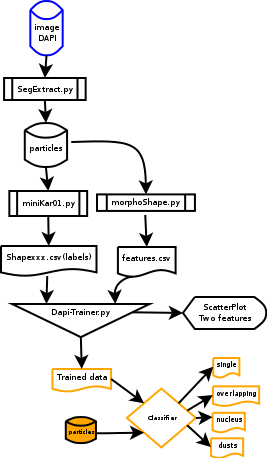 image
DAPI
SegExtract.py
particles
miniKar01.py
morphoShape.py
Shapexxx.csv(labels)
features.csv
Dapi-Trainer.py
ScatterPlot
Two features
Trained data
single
overlapping
Classifier
nucleus
particles
dusts